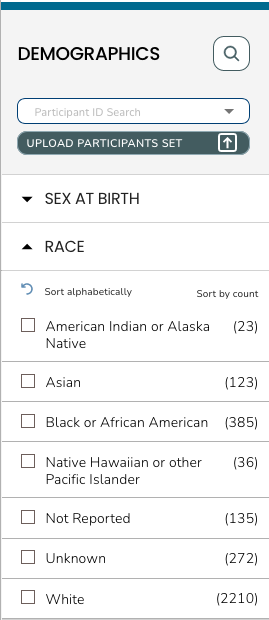 DEMOGRAPHICS
Participant ID Search
UPLOAD PARTICIPANTS SET
SEX AT BIRTH
RACE
Sort alphabetically Sort by count
American Indian or Alaska (23)
Native
Asian (123)
Black or African American (385)
Native Hawaiian or other (36)
Pacific Islander
Not Reported (135)
Unknown (272)
White (2210)